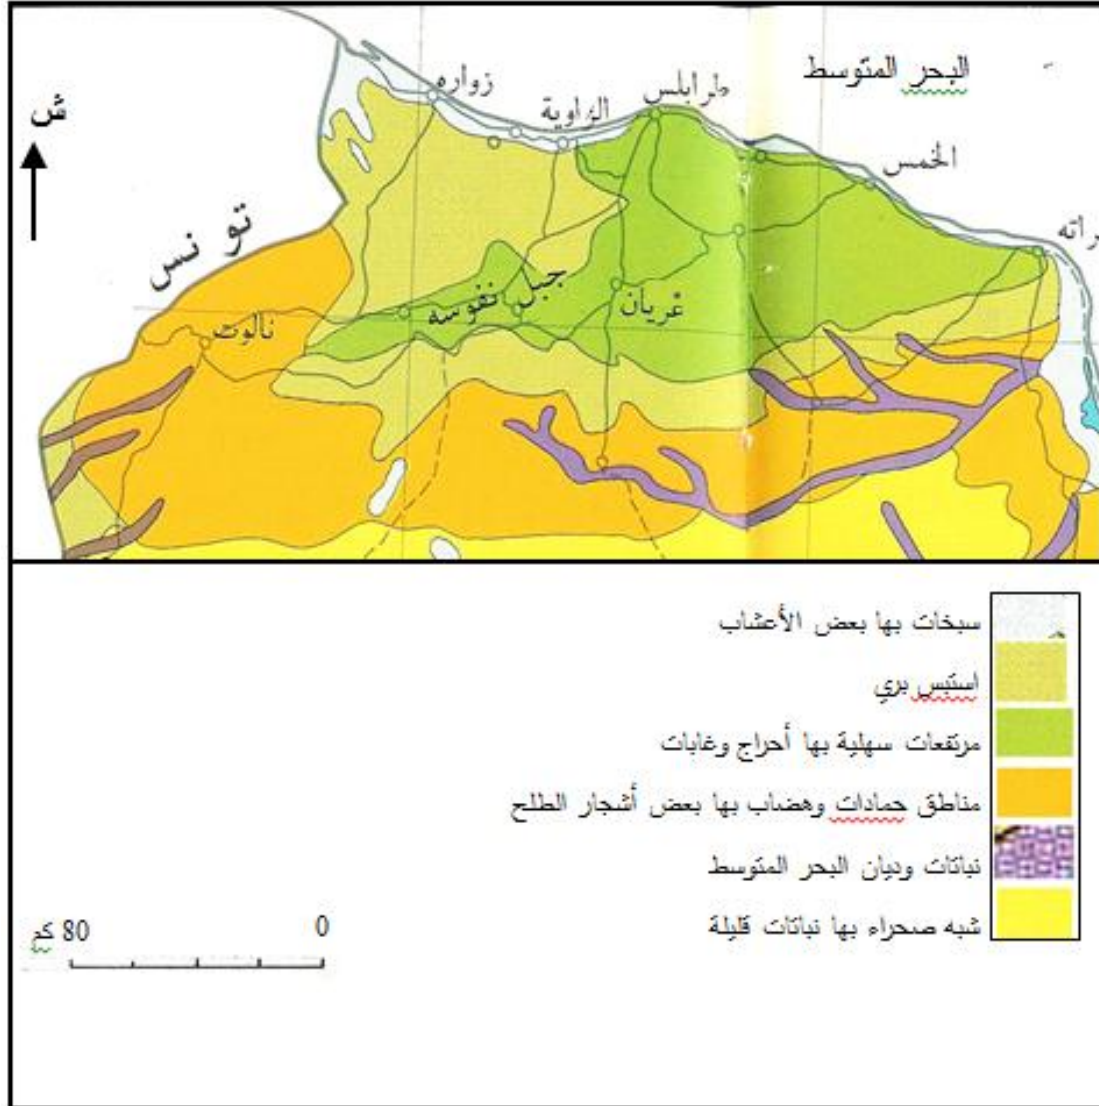 البحر المتوسط
زواره
طرابلس
الزاوية
ش
الخمس
راته
تونس
جبل نفوسه
غريان
نالوت
سبخات بها بعض الأعشاب
استبس بري
مرتفعات سهلية بها أحراج وغابات
مناطق حمادات وهضاب بها بعض أشجار الطلح
نباتات وديان البحر المتوسط
شبه صحراء بها نباتات قليلة
0
80 كم